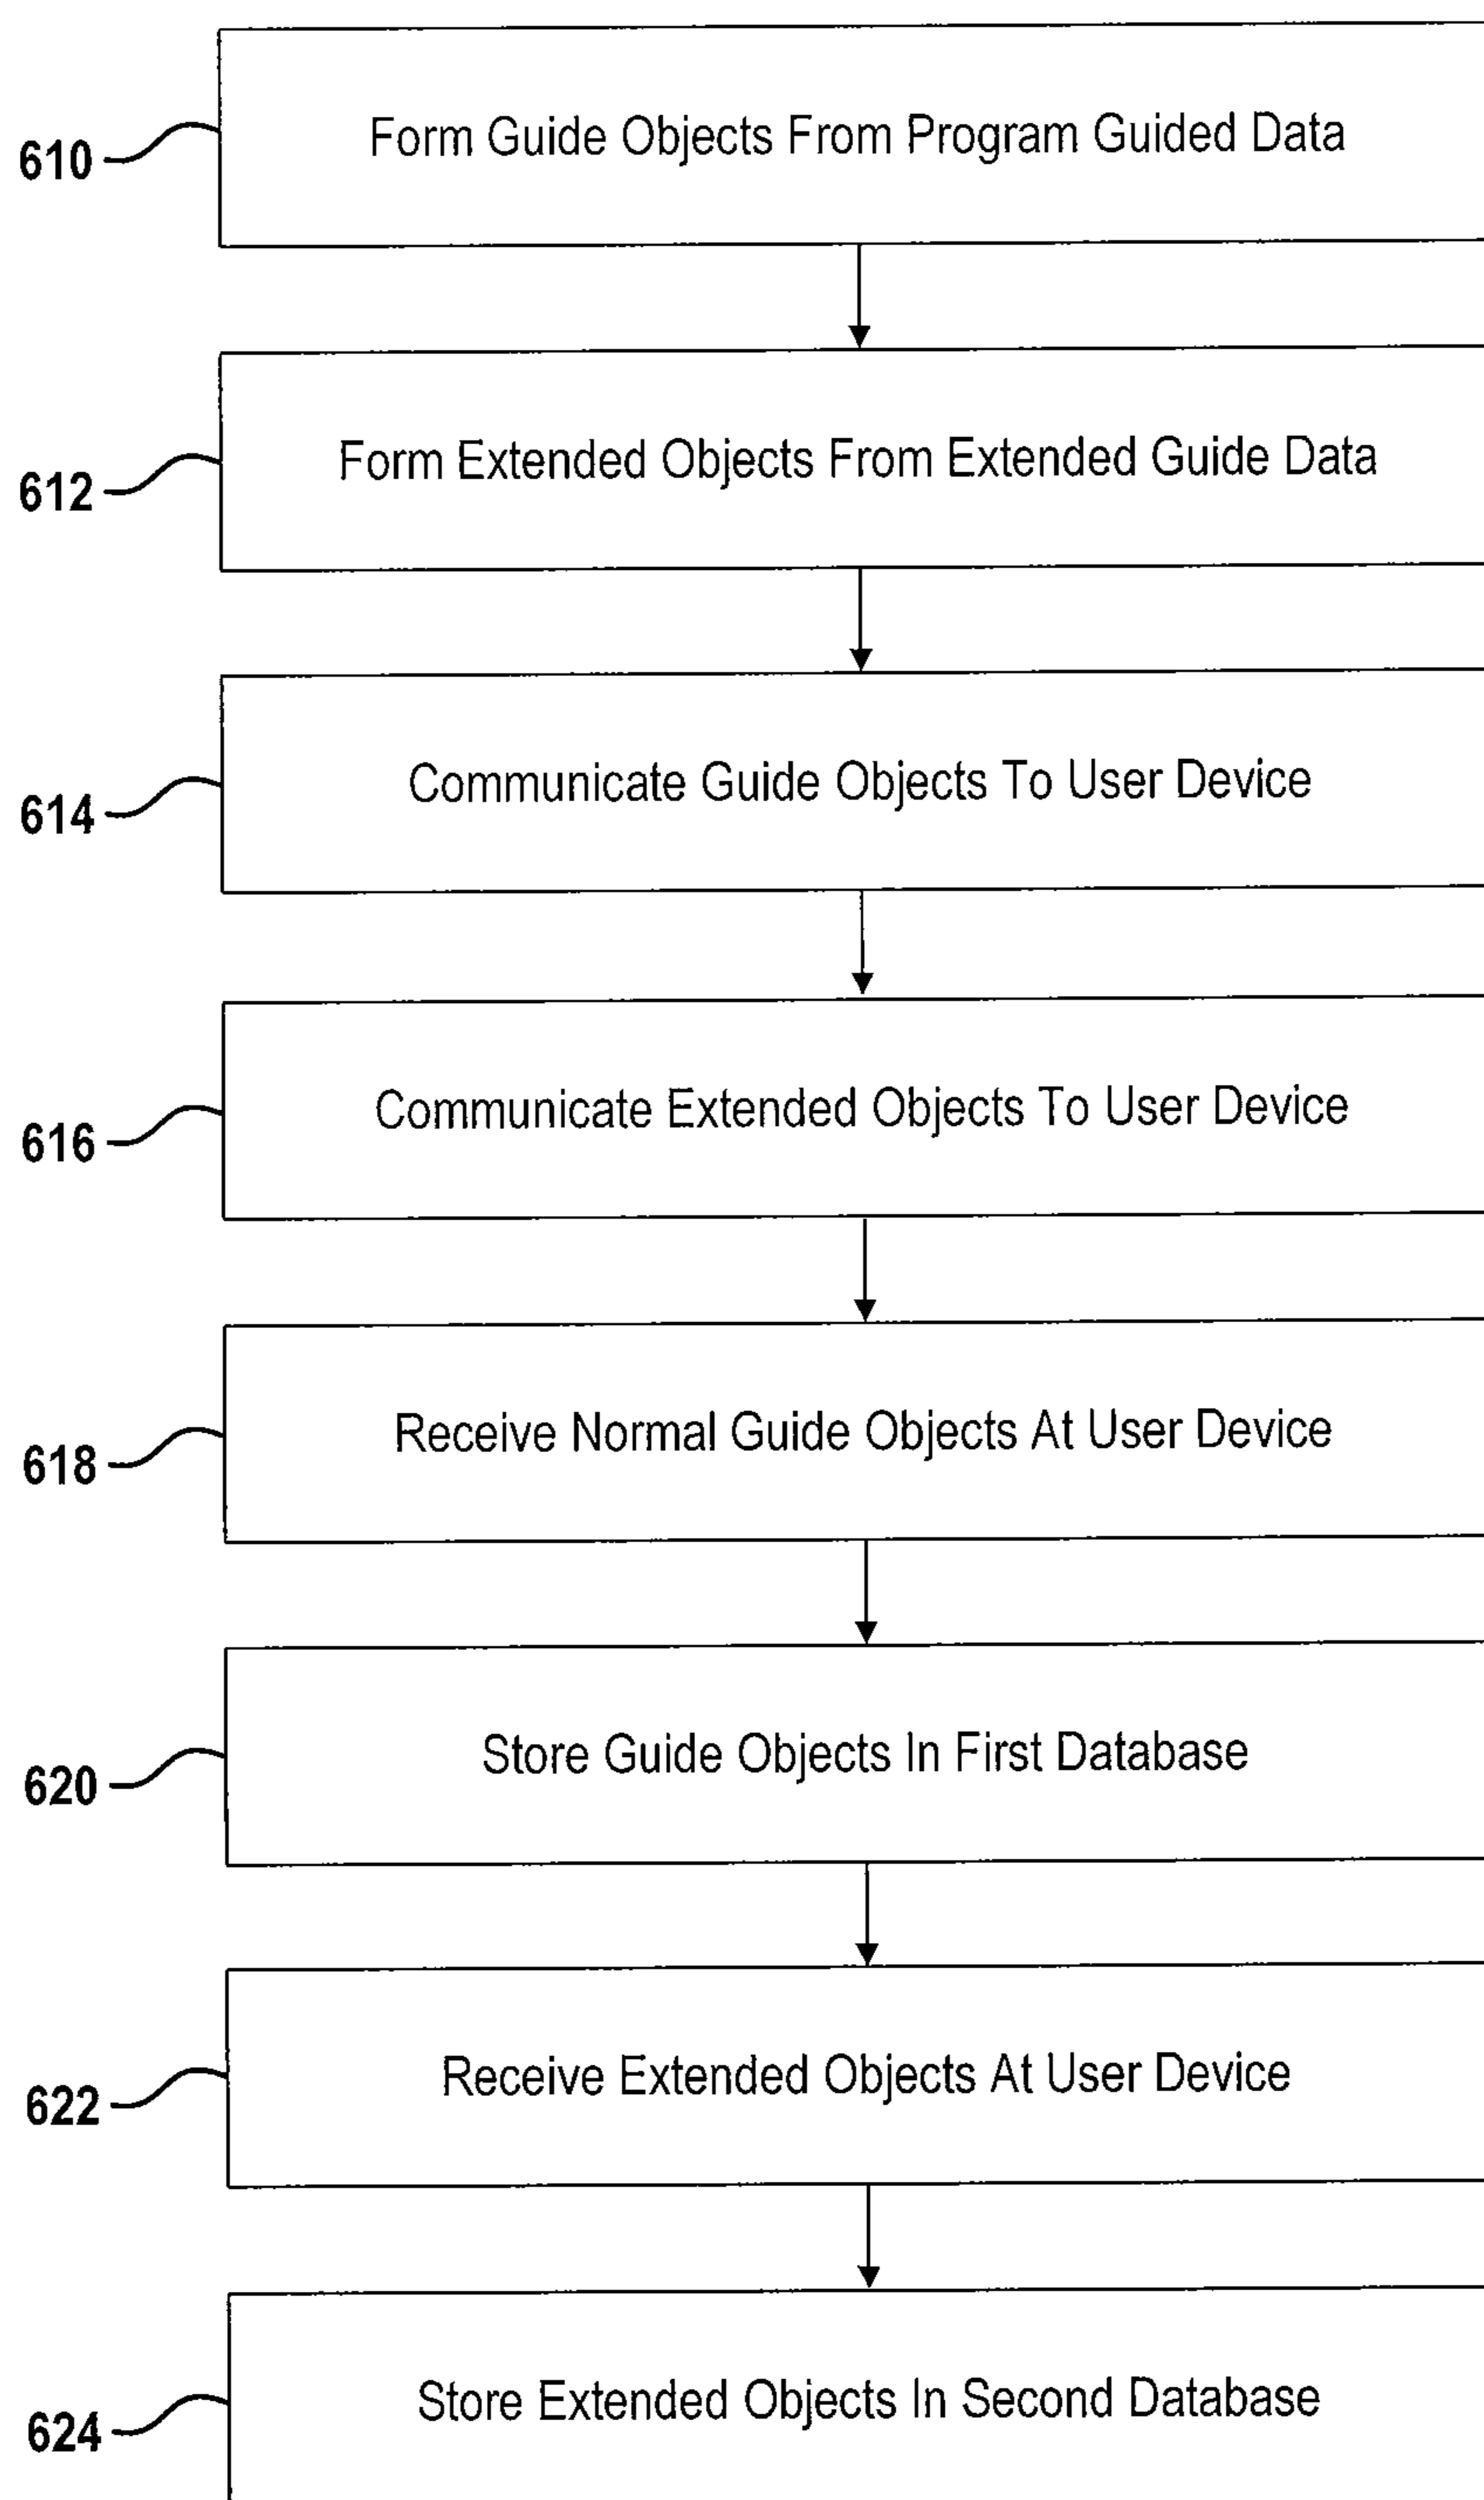 610
Form Guide Objects From Program Guided Data
612
Form Extended Objects From Extended Guide Data
614
Communicate Guide Objects To User Device
616
Communicate Extended Objects To User Device
618
Receive Normal Guide Objects At User Device
620
Store Guide Objects In First Database
622
Receive Extended Objects At User Device
624
Store Extended Objects In Second Database